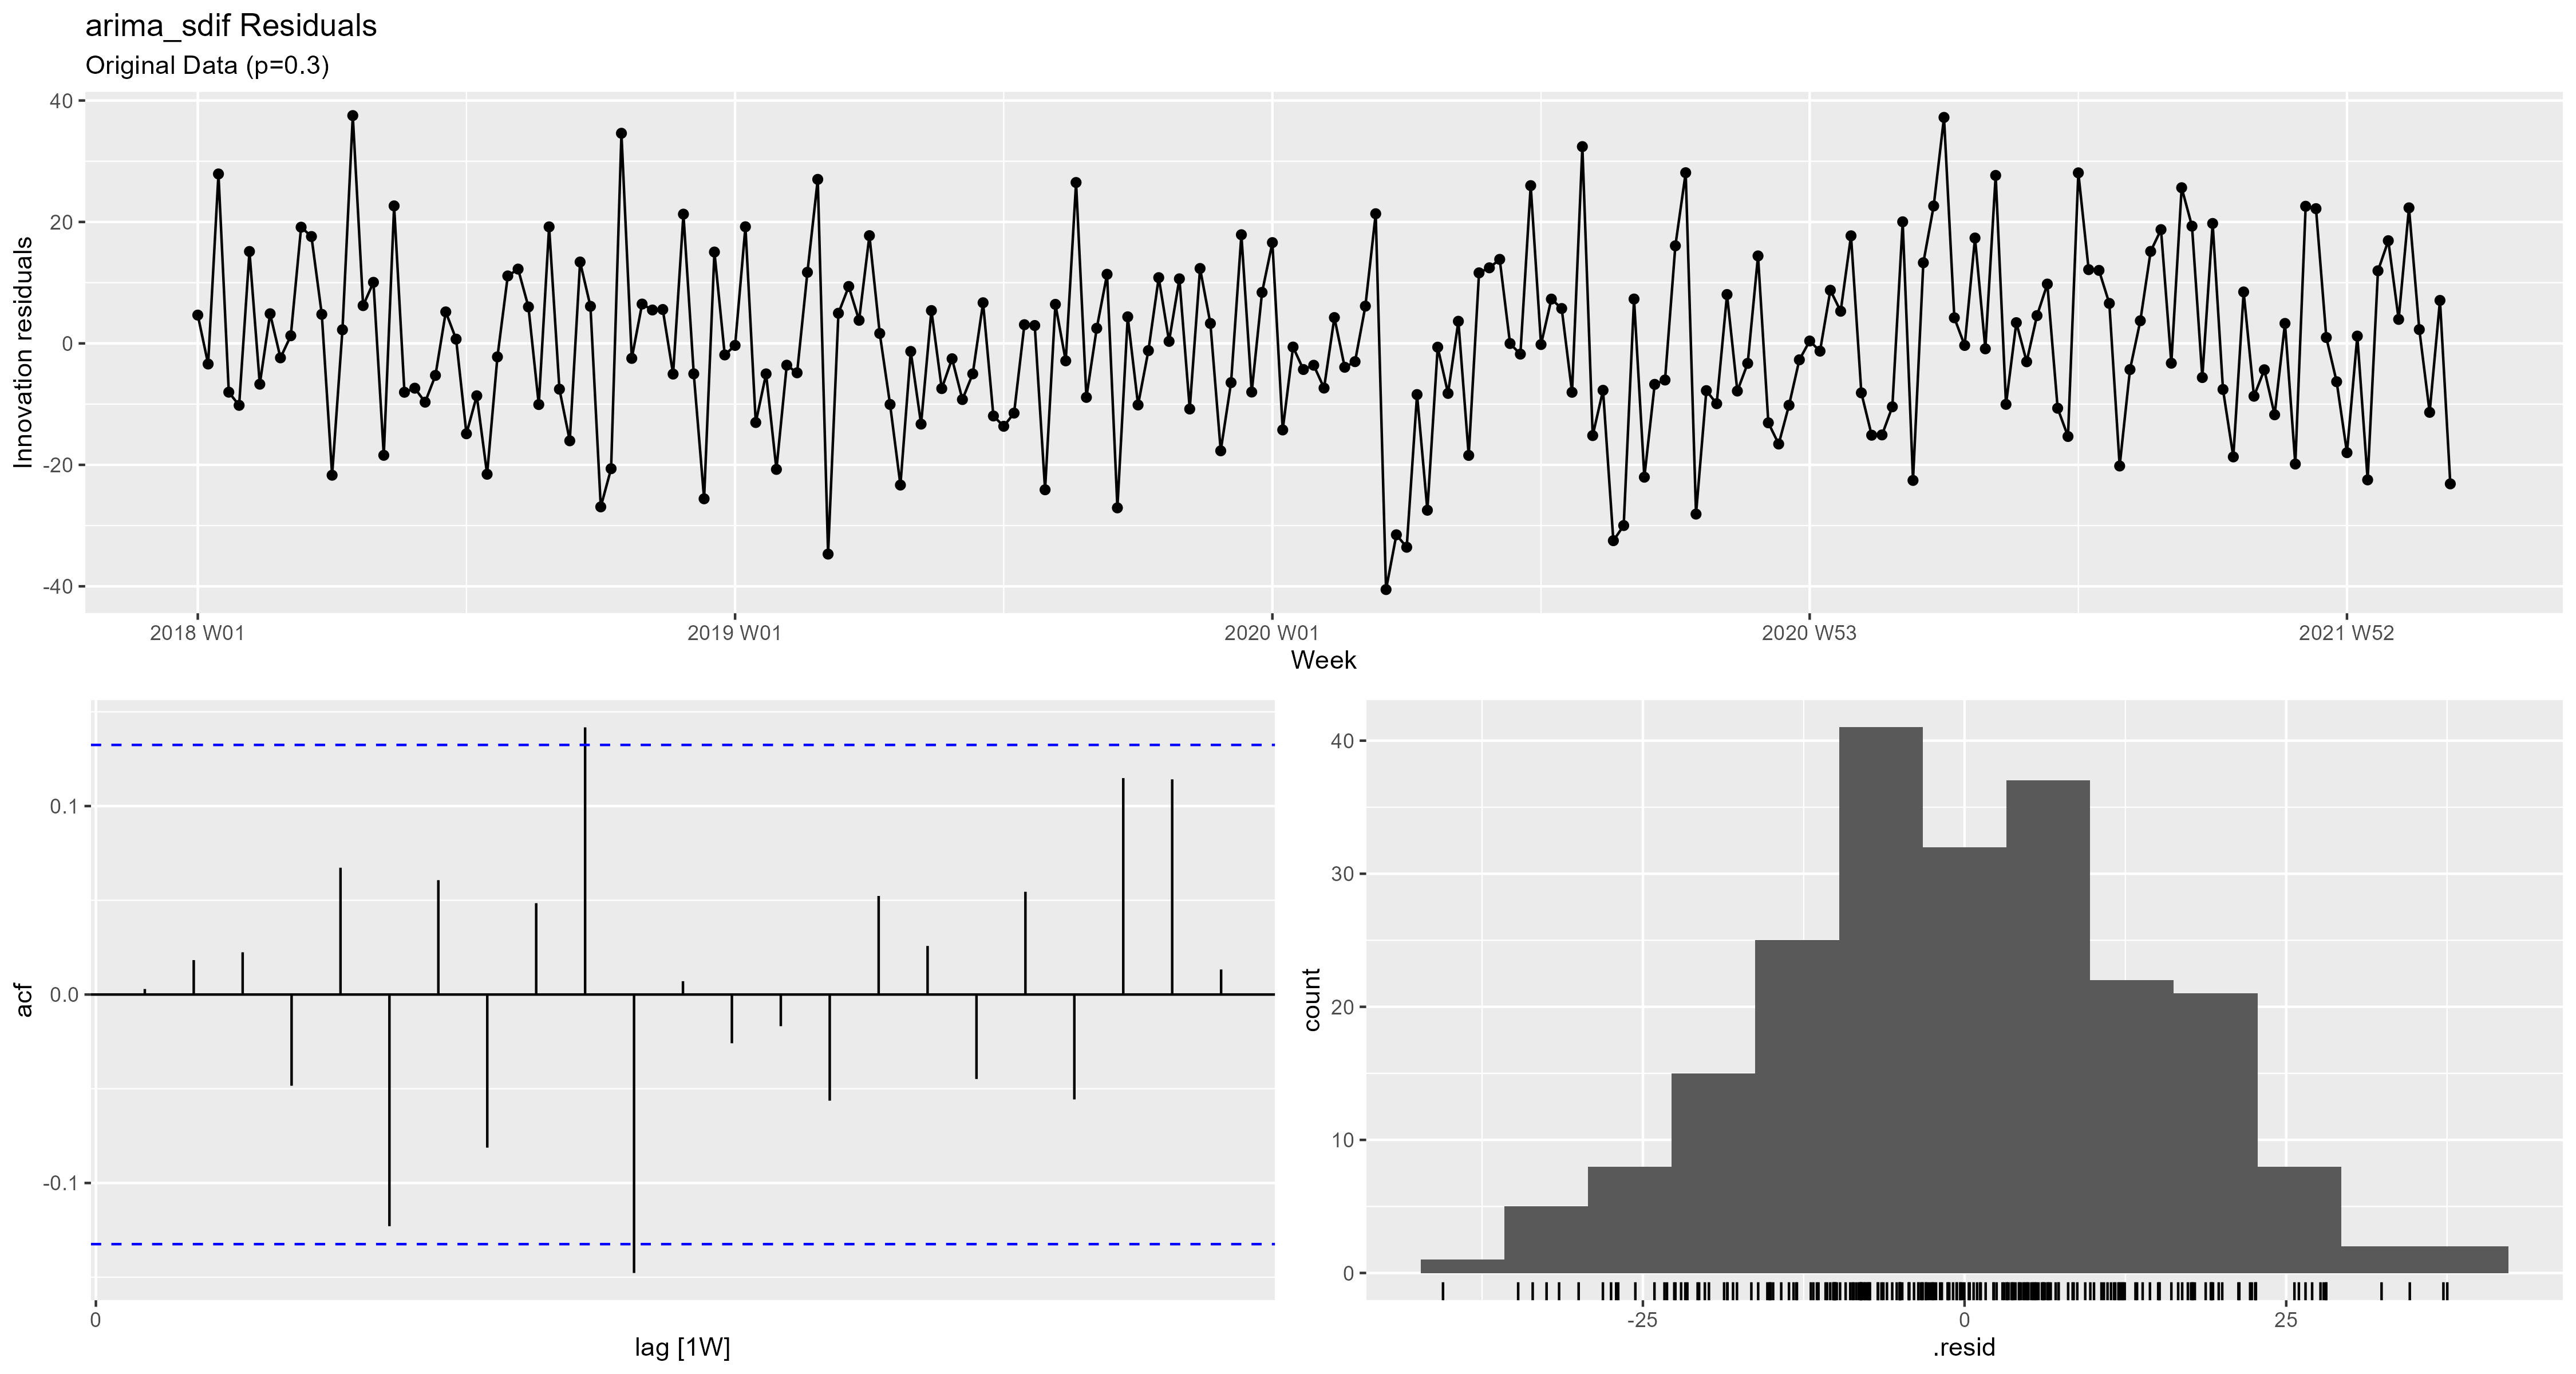 arima_sdif Residuals
Original Data (p=0.3)
Innovation residuals
40
20
0
-20
-40
2018 W01
2019 W01
2020 W01
2020 W53
2021 W52
Week
acf
0.1
0.0
-0.1
0
lag [1W]
count
40
30
20
10
0
-25
0
25
.resid